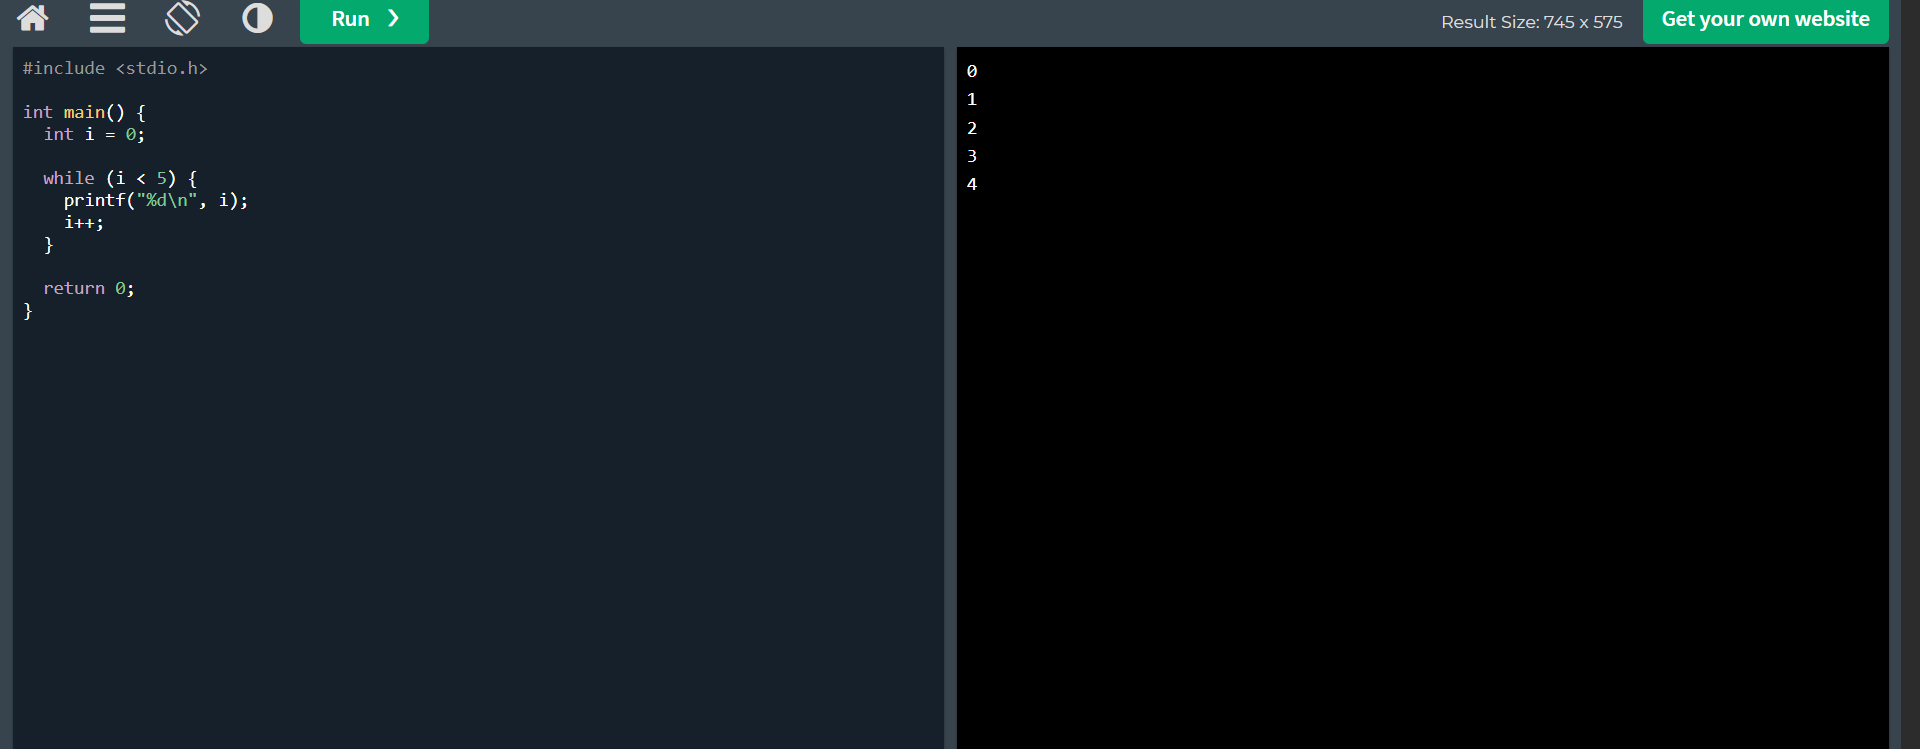 Run ❯
Result Size: 745 x 575
Get your own website
#include <stdio.h>

int main() {
  int i = 0;

  while (i < 5) {
    printf("%d\n", i);
    i++;
  }

  return 0;
}
0
1
2
3
4